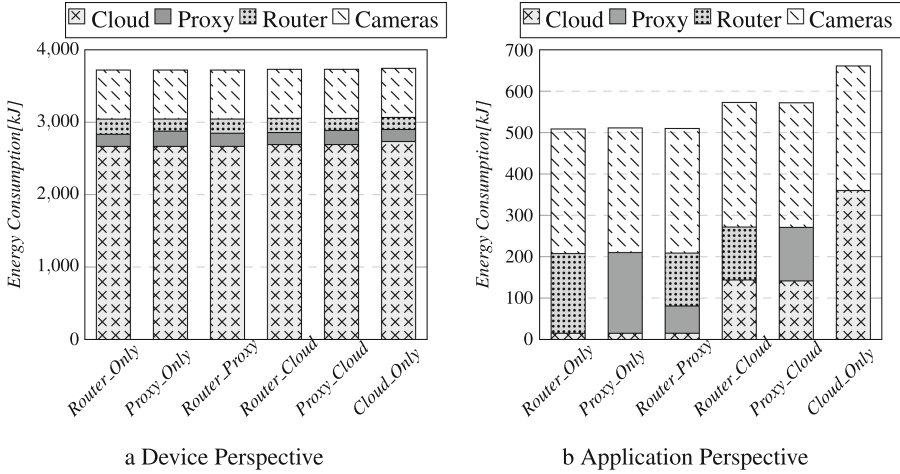 Cloud Proxy Router Cameras
4,000
3,000
2,000
1,000
0
Energy Consumption[kJ]
Router_Only
Proxy_Only
Router_Proxy
Router_Cloud
Proxy_Cloud
Cloud_Only
a Device Perspective
Cloud Proxy Router Cameras
700
600
500
400
300
200
100
0
Energy Consumption[kJ]
Router_Only
Proxy_Only
Router_Proxy
Router_Cloud
Proxy_Cloud
Cloud_Only
b Application Perspective